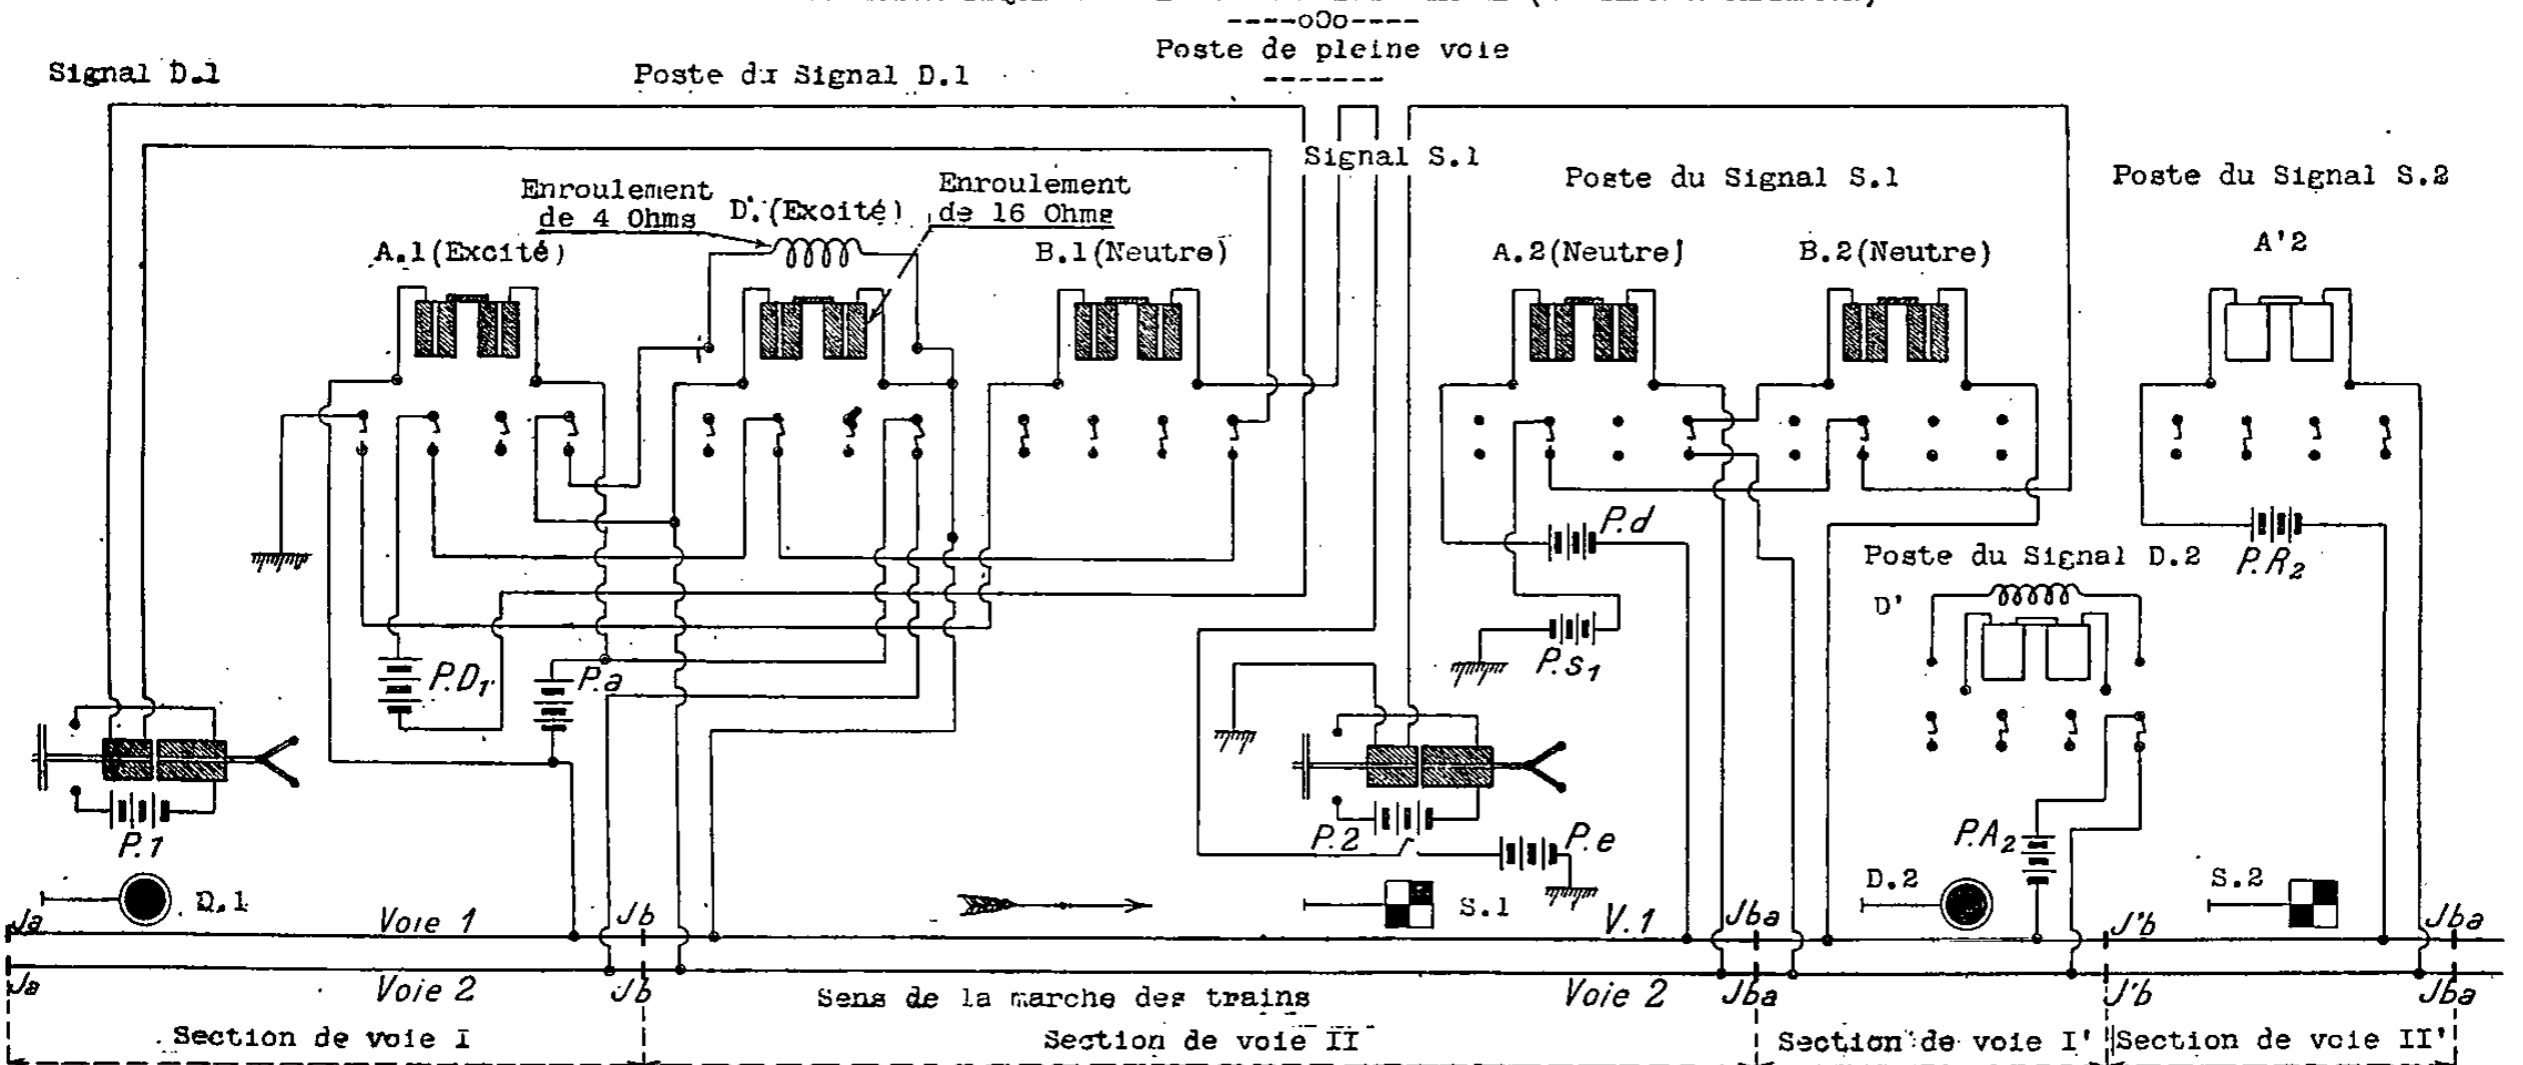 ----oOo----
Poste de pleine voie
-------
Signal D.1
Poste du Signal D.1
Signal S.1
Poste du Signal S.1
Poste du Signal S.2
Enroulement
de 4 Ohms
D'.(Excité)
Enroulement
de 16 Ohms
A.1(Excité)
B.1(Neutre)
A.2(Neutre)
B.2(Neutre)
A'2
P.d
Poste du Signal D.2
P.R2
D'
P.D1
P.a
P.S1
P.1
P.2
P.e
P.A2
D.1
S.1
D.2
S.2
Ja
Voie 1
Jb
V.1
Jba
J'b
Jba
Ja
Voie 2
Jb
Sens de la marche des trains
Voie 2
Jba
J'b
Jba
Section de voie I
Section de voie II
Section de voie I'
Section de voie II'